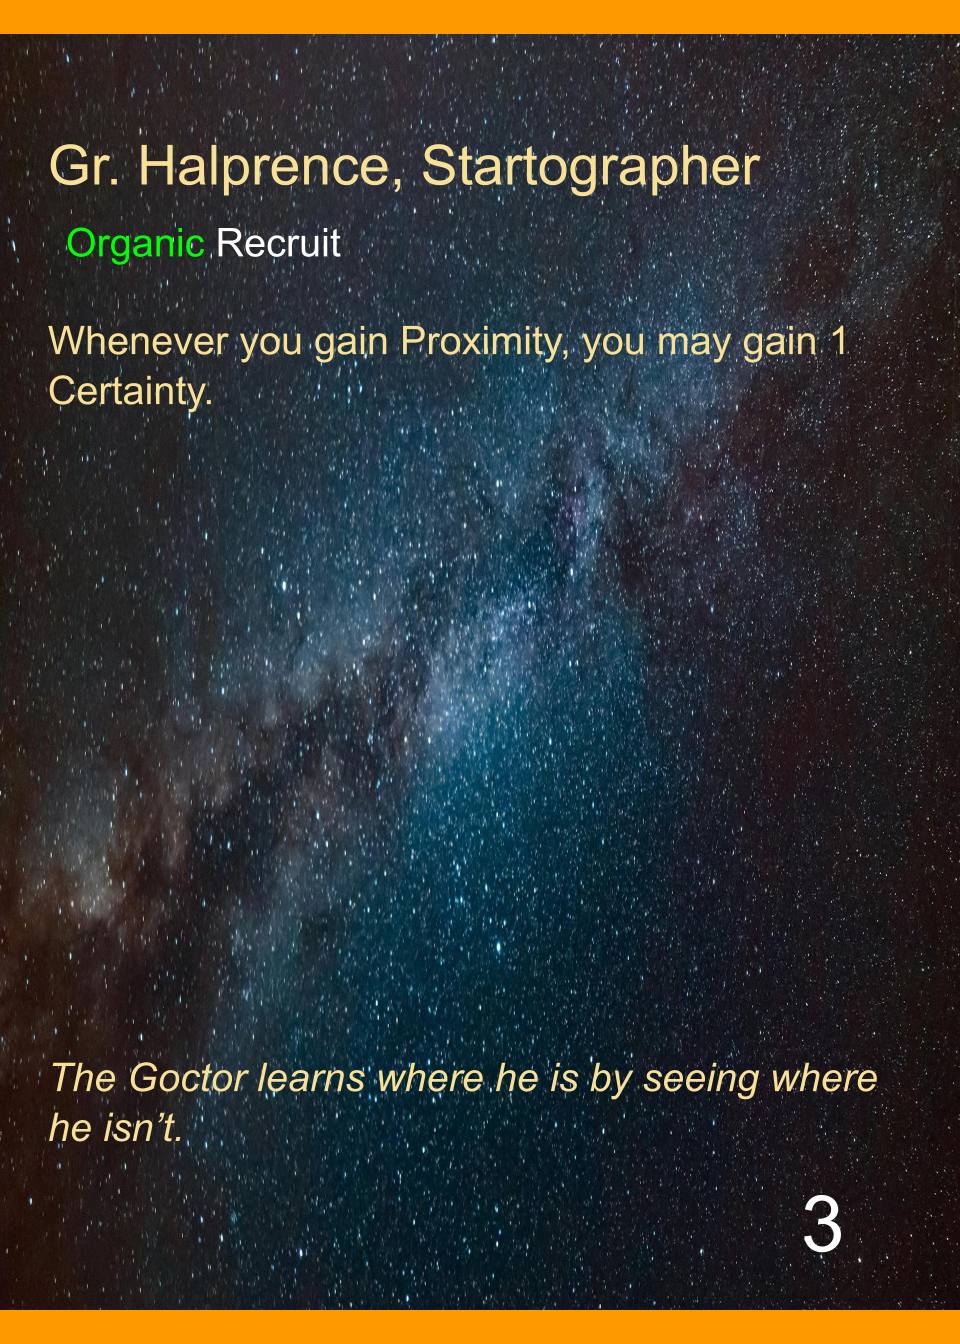 Gr. Halprence, Startographer
Organic Recruit
Whenever you gain Proximity, you may gain 1
Certainty.
The Goctor learns where he is by seeing where
he isn’t.
3